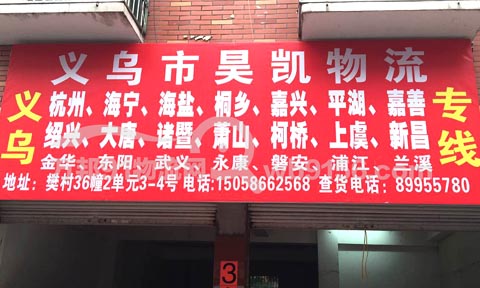 义乌市昊凯物流
义乌
杭州、海宁、海盐、桐乡、嘉兴、平湖、嘉善
绍兴、大唐、诸暨、萧山、柯桥、上虞、新昌
金华、东阳、武义、永康、磐安、浦江、兰溪
专线
地址：樊村36幢2单元3-4号 电话:15058662568 查货电话：89955780
3